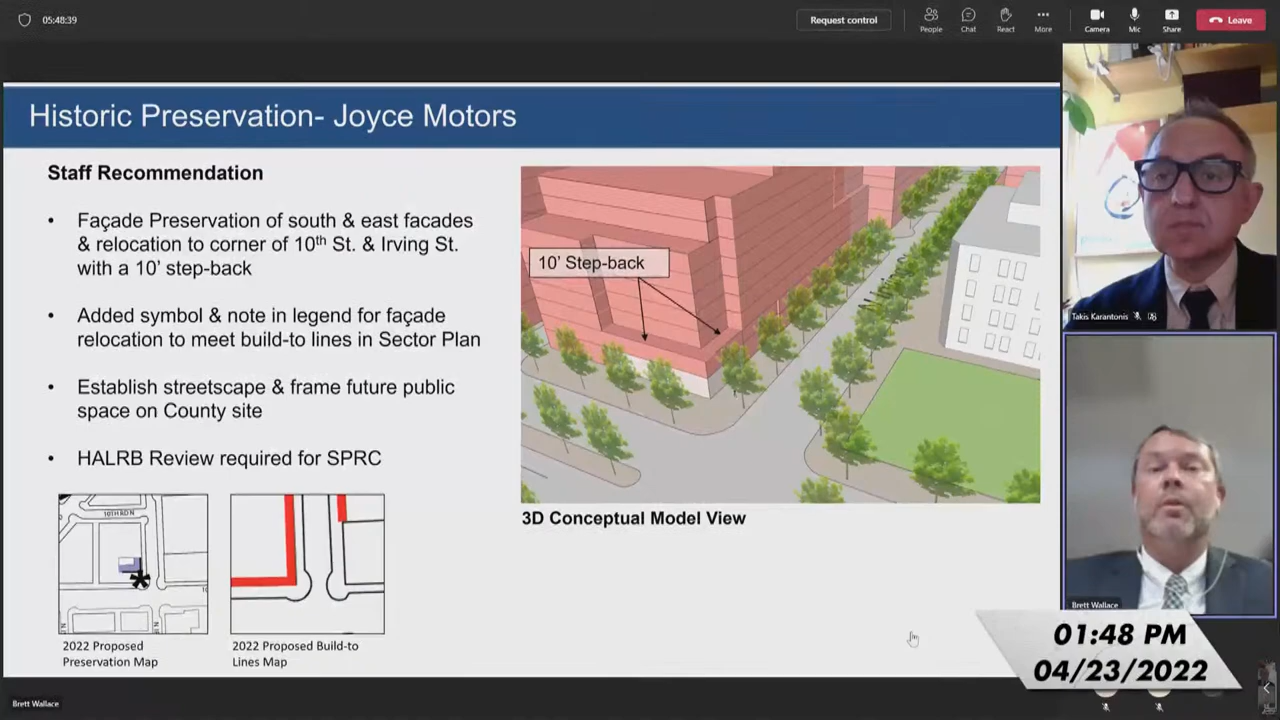 05:48:39
Request control
People
Chat
React
More
Camera
Mic
Share
Leave
Historic Preservation- Joyce Motors
Staff Recommendation
• Façade Preservation of south & east facades
& relocation to corner of 10th St. & Irving St.
with a 10' step-back
• Added symbol & note in legend for façade
relocation to meet build-to lines in Sector Plan
• Establish streetscape & frame future public
space on County site
• HALRB Review required for SPRC
10' Step-back
3D Conceptual Model View
10TH RD N
2022 Proposed
Preservation Map
2022 Proposed Build-to
Lines Map
Takis Karantonis
Brett Wallace
01:48 PM
04/23/2022
Brett Wallace